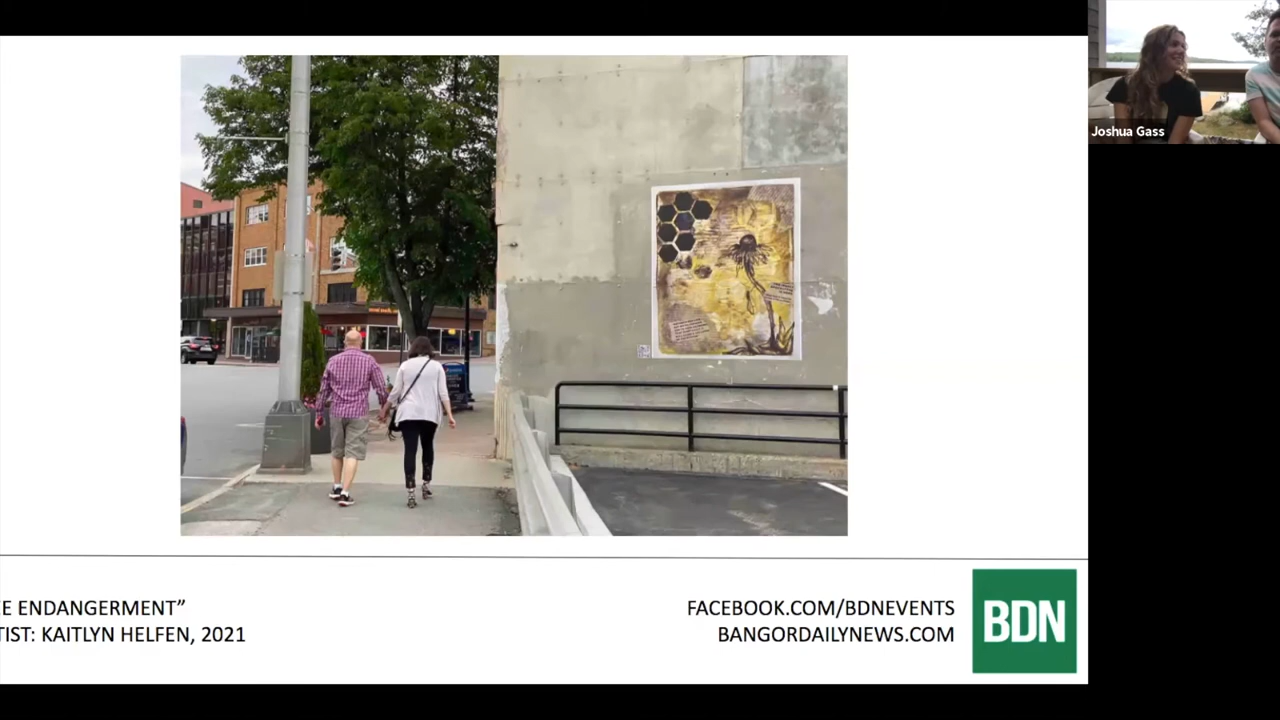 Joshua Gass
E ENDANGERMENT”
TIST: KAITLYN HELFEN, 2021
FACEBOOK.COM/BDNEVENTS
BANGORDAILYNEWS.COM
BDN